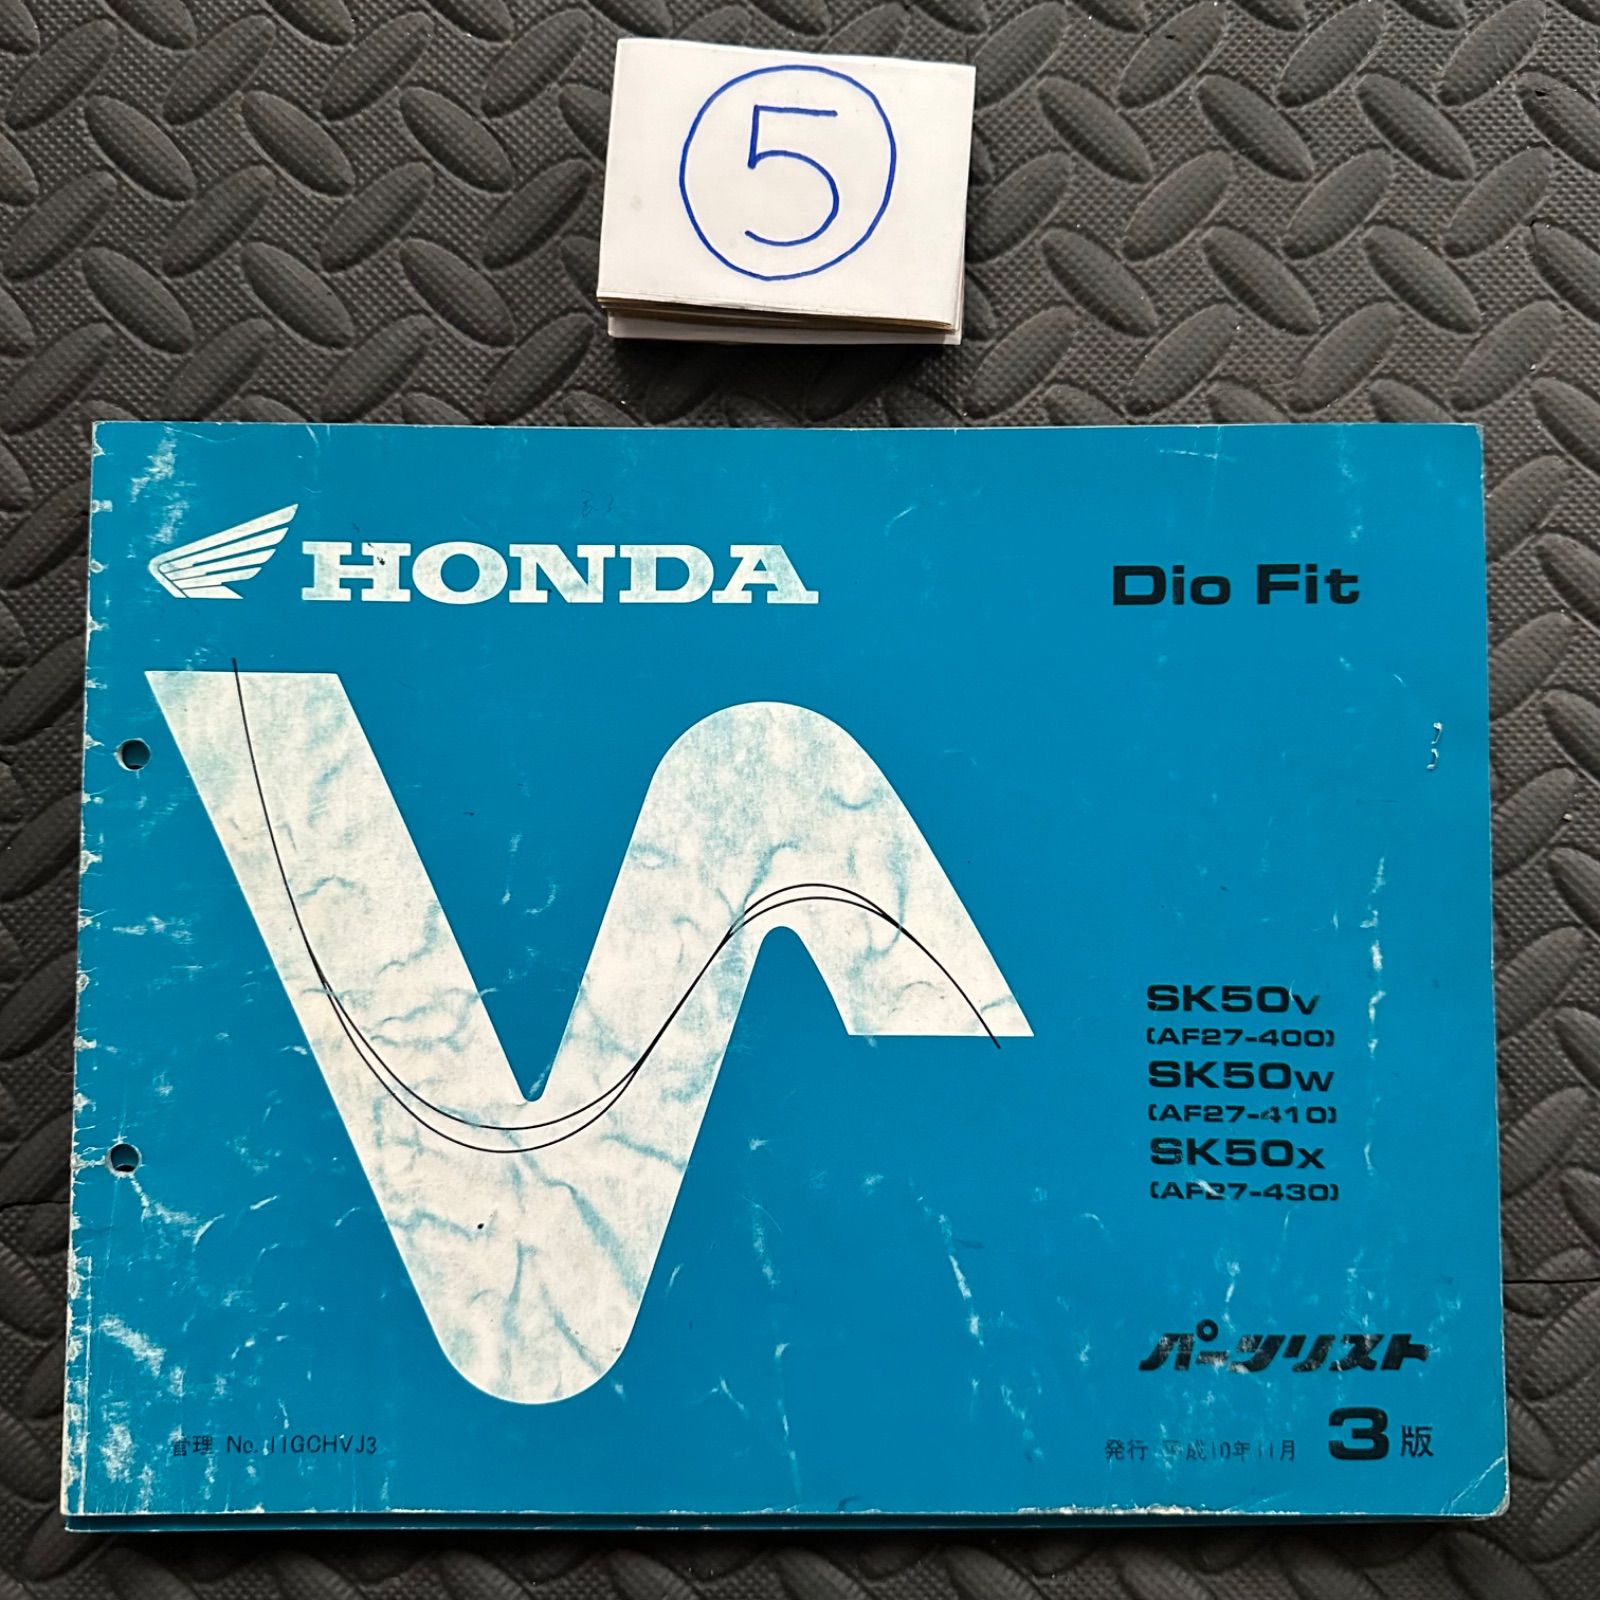 5
HONDA
Dio Fit
SK50V
(AF27-400)
SK50W
(AF27-410)
SK50X
(AF27-430)
パーツリスト
管理 No. 11GCHVJ3
発行 平成10年11月 3版